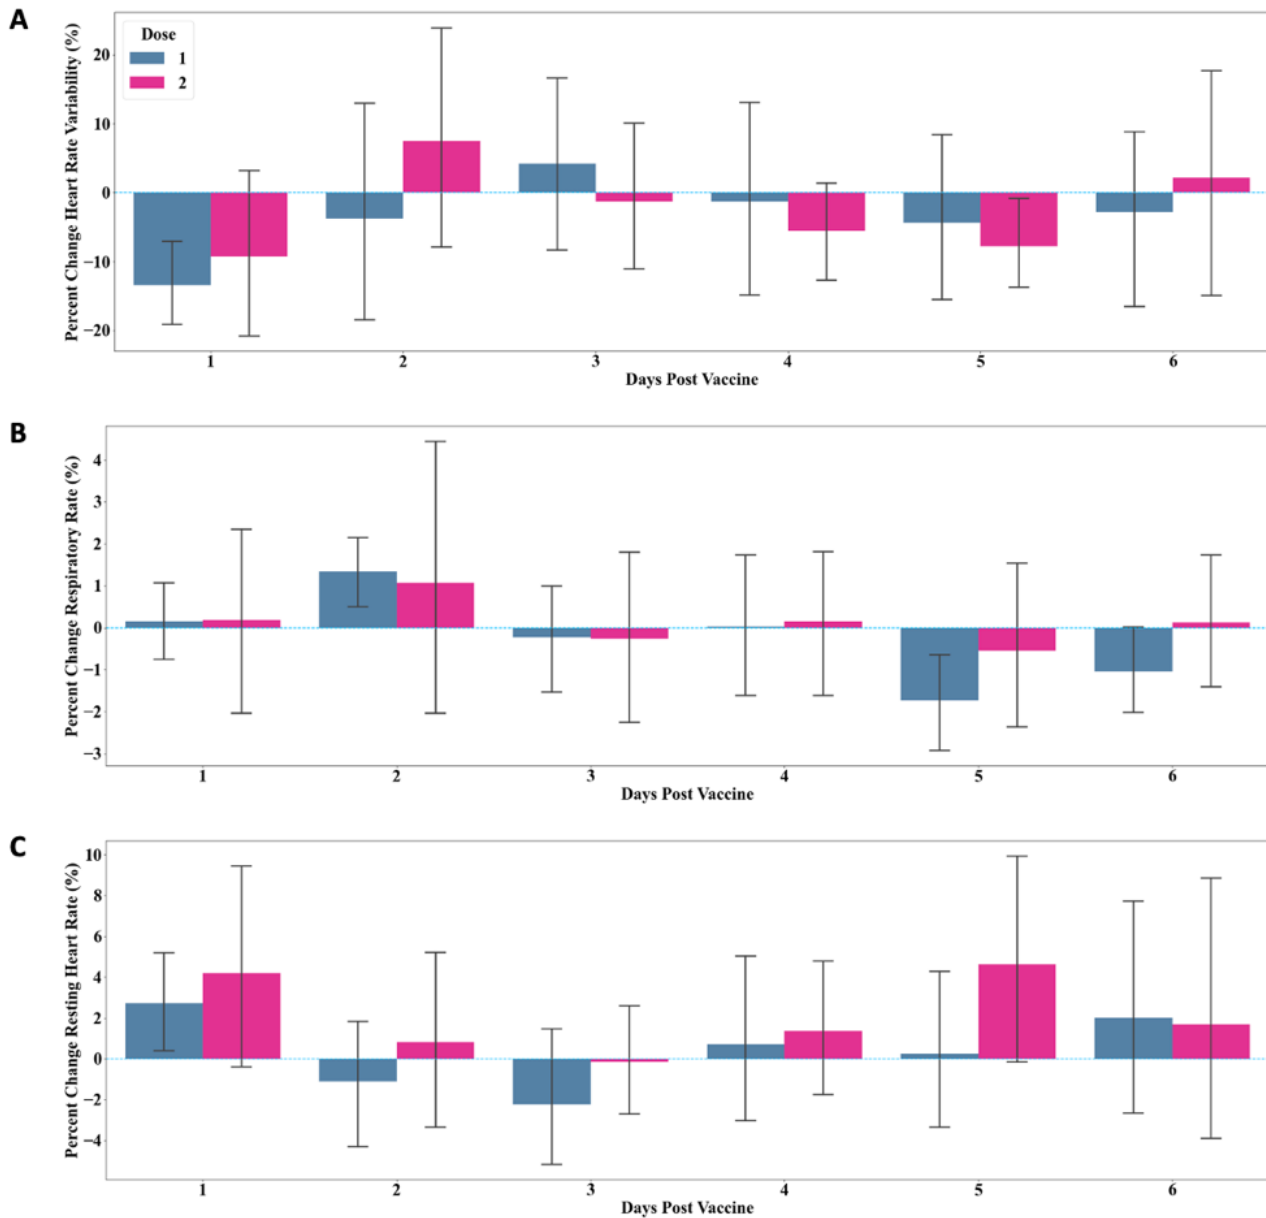 A
Percent Change Heart Rate Variability (%)
Dose
1
2
20
10
0
−10
−20
1 2 3 4 5 6
Days Post Vaccine
B
Percent Change Respiratory Rate (%)
4
3
2
1
0
−1
−2
−3
1 2 3 4 5 6
Days Post Vaccine
C
Percent Change Resting Heart Rate (%)
10
8
6
4
2
0
−2
−4
1 2 3 4 5 6
Days Post Vaccine